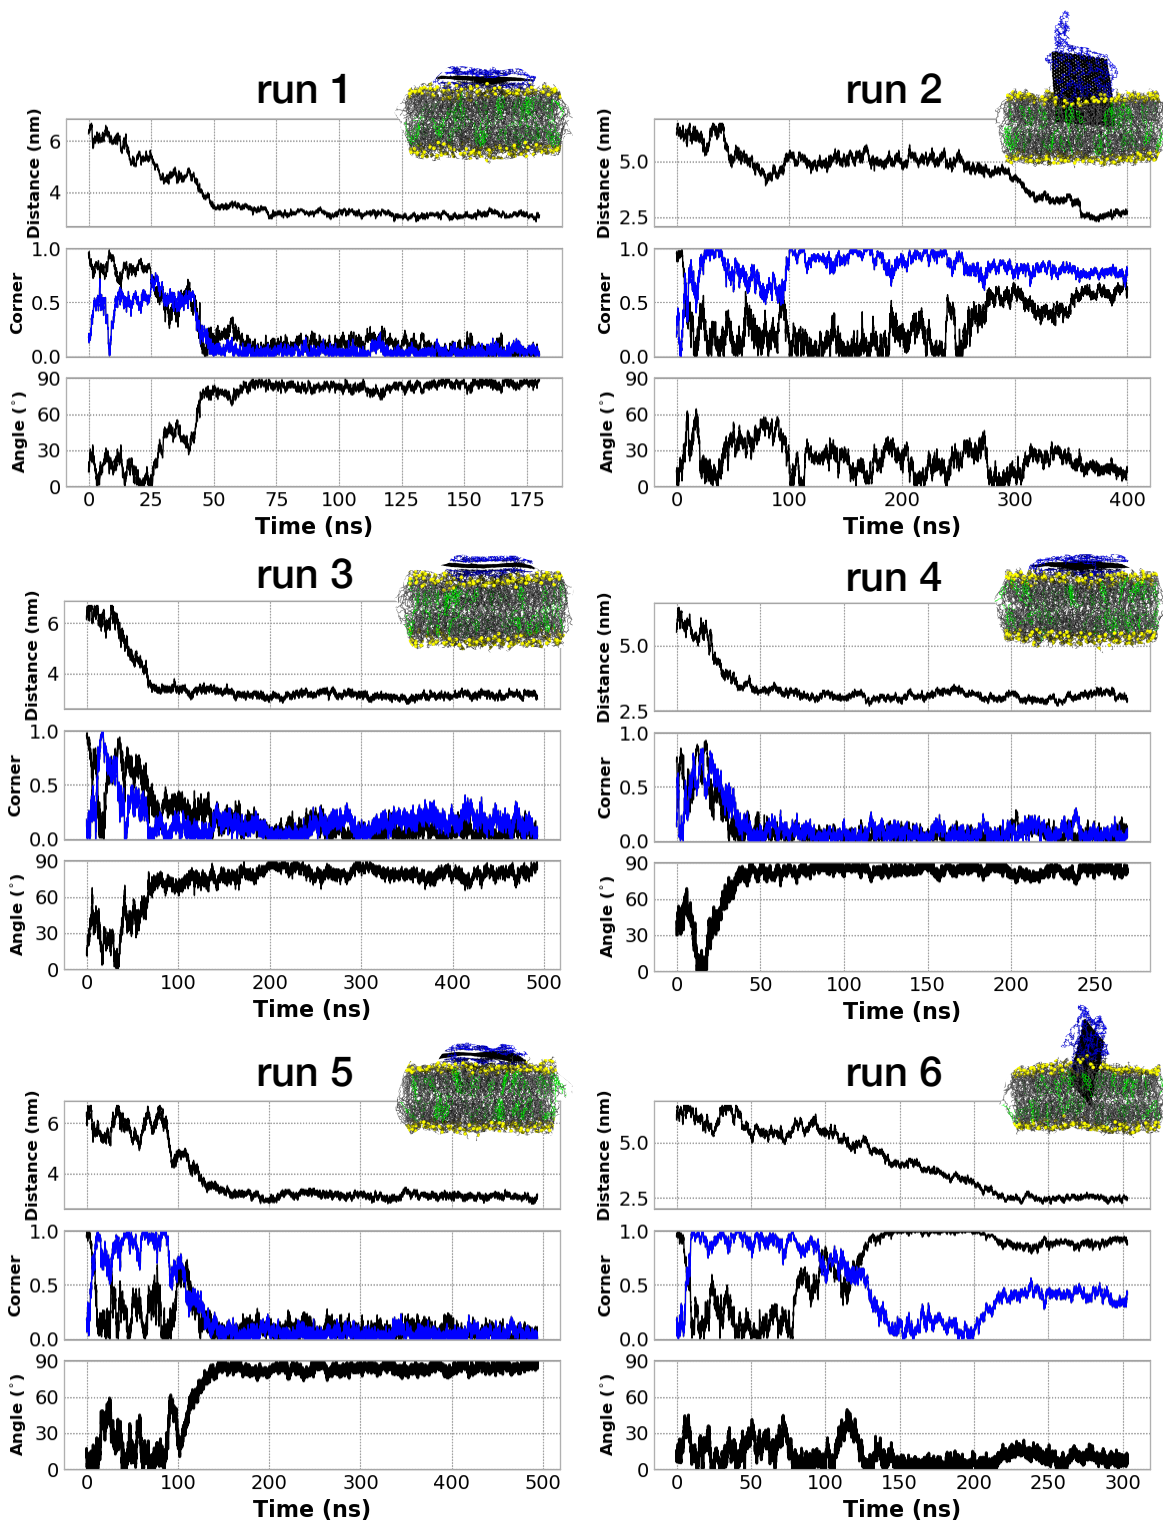 run 1
Distance (nm)
6
4
Corner
1.0
0.5
0.0
Angle (°)
90
60
30
0
0 25 50 75 100 125 150 175
Time (ns)
run 2
Distance (nm)
5.0
2.5
Corner
1.0
0.5
0.0
Angle (°)
90
60
30
0
0 100 200 300 400
Time (ns)
run 3
Distance (nm)
6
4
Corner
1.0
0.5
0.0
Angle (°)
90
60
30
0
0 100 200 300 400 500
Time (ns)
run 4
Distance (nm)
5.0
2.5
Corner
1.0
0.5
0.0
Angle (°)
90
60
30
0
0 50 100 150 200 250
Time (ns)
run 5
Distance (nm)
6
4
Corner
1.0
0.5
0.0
Angle (°)
90
60
30
0
0 100 200 300 400 500
Time (ns)
run 6
Distance (nm)
5.0
2.5
Corner
1.0
0.5
0.0
Angle (°)
90
60
30
0
0 50 100 150 200 250 300
Time (ns)